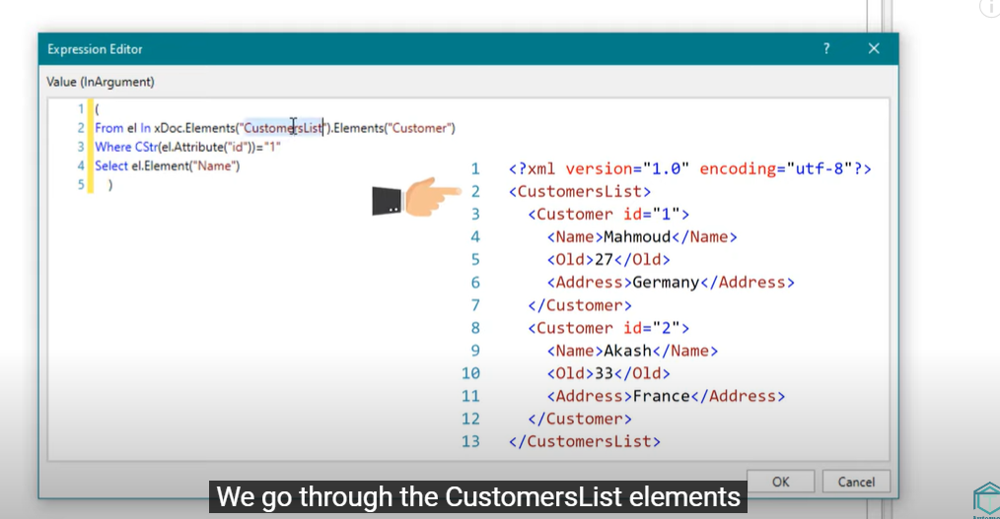 Expression Editor
?
Value (InArgument)
1 (
2 From el In xDoc.Elements("CustomersList").Elements("Customer")
3 Where CStr(el.Attribute("id"))="1"
4 Select el.Element("Name")
5 )
1 <?xml version="1.0" encoding="utf-8"?>
2 <CustomersList>
3 <Customer id="1">
4 <Name>Mahmoud</Name>
5 <Old>27</Old>
6 <Address>Germany</Address>
7 </Customer>
8 <Customer id="2">
9 <Name>Akash</Name>
10 <Old>33</Old>
11 <Address>France</Address>
12 </Customer>
13 </CustomersList>
OK
Cancel
We go through the CustomersList elements